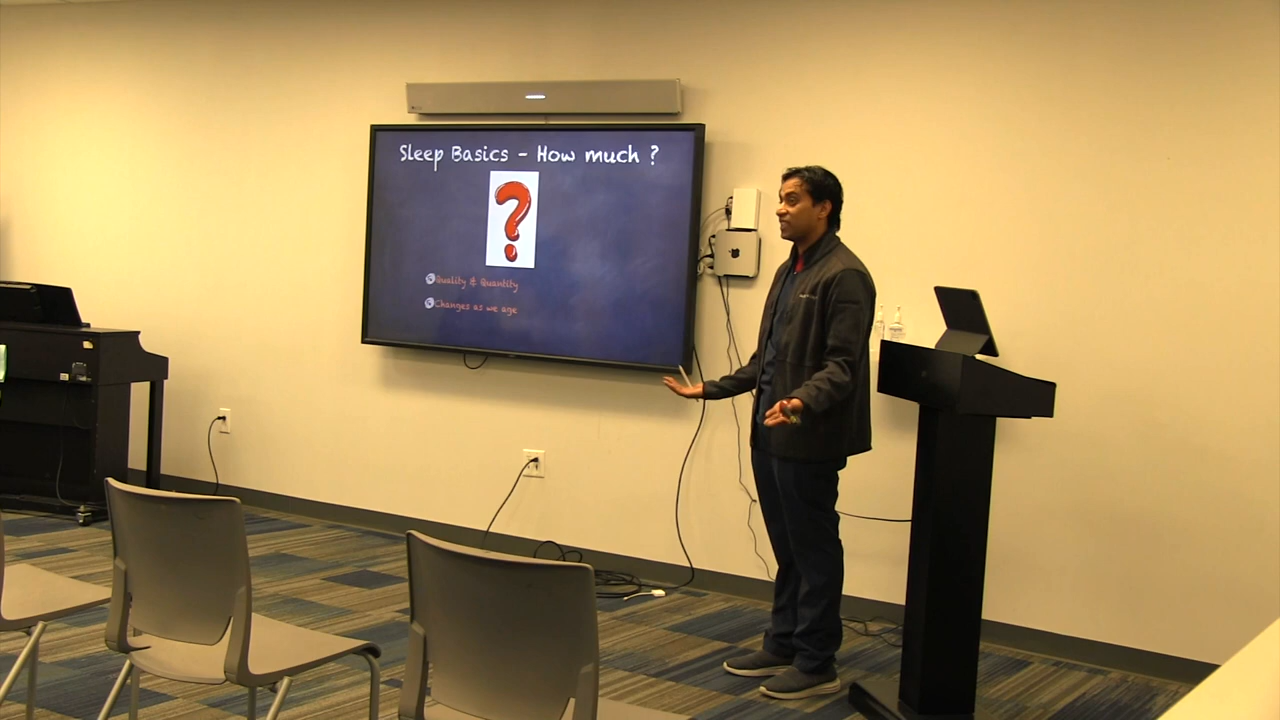 Sleep Basics - How much ?
?
Quality & Quantity
Changes as we age